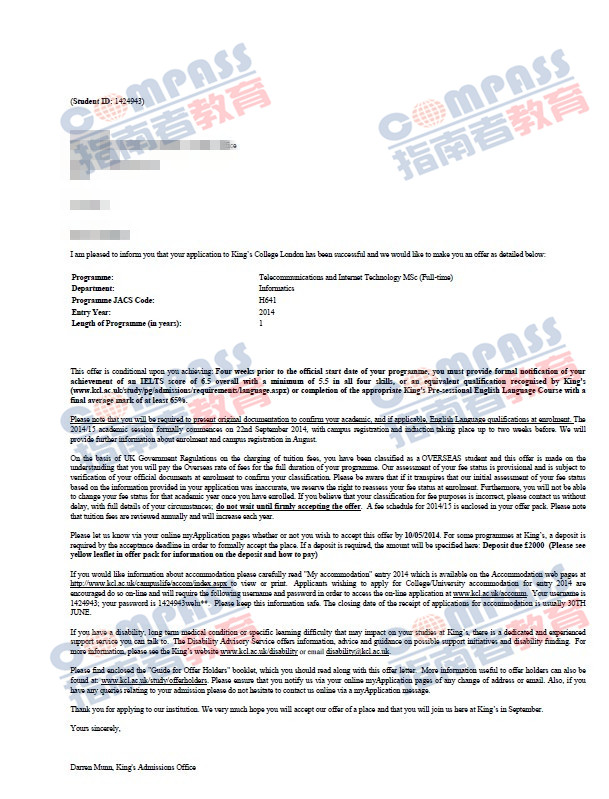 COMPASS
指南者教育
COMPASS
指南者教育
(Student ID: 1424943)
I am pleased to inform you that your application to King's College London has been successful and we would like to make you an offer as detailed below:
Programme: Telecommunications and Internet Technology MSc (Full-time)
Department: Informatics
Programme JACS Code: H641
Entry Year: 2014
Length of Programme (in years): 1
COMPASS
指南者教育
COMPASS
指南者教育
This offer is conditional upon you achieving: Four weeks prior to the official start date of your programme, you must provide formal notification of your
achievement of an IELTS score of 6.5 overall with a minimum of 5.5 in all four skills, or an equivalent qualification recognised by King's
(www.kcl.ac.uk/study/pg/admissions/requirements/language.aspx) or completion of the appropriate King's Pre-sessional English Language Course with a
final average mark of at least 65%.
Please note that you will be required to present original documentation to confirm your academic, and if applicable, English Language qualifications at enrolment. The
2014/15 academic session formally commences on 22nd September 2014, with campus registration and induction taking place up to two weeks before. We will
provide further information about enrolment and campus registration in August.
On the basis of UK Government Regulations on the charging of tuition fees, you have been classified as a OVERSEAS student and this offer is made on the
understanding that you will pay the Overseas rate of fees for the full duration of your programme. Our assessment of your fee status is provisional and is subject to
verification of your official documents at enrolment to confirm your classification. Please be aware that if it transpires that our initial assessment of your fee status
based on the information provided in your application was inaccurate, we reserve the right to reassess your fee status at enrolment. Furthermore, you will not be able
to change your fee status for that academic year once you have enrolled. If you believe that your classification for fee purposes is incorrect, please contact us without
delay, with full details of your circumstances; do not wait until firmly accepting the offer. A fee schedule for 2014/15 is enclosed in your offer pack. Please note
that tuition fees are reviewed annually and will increase each year.
Please let us know via your online myApplication pages whether or not you wish to accept this offer by 10/05/2014. For some programmes at King's, a deposit is
required by the acceptance deadline in order to formally accept the place. If a deposit is required, the amount will be specified here: Deposit due £2000 (Please see
yellow leaflet in offer pack for information on the deposit and how to pay)
If you would like information about accommodation please carefully read "My accommodation" entry 2014 which is available on the Accommodation web pages at
http://www.kcl.ac.uk/campuslife/accom/index.aspx to view or print. Applicants wishing to apply for College/University accommodation for entry 2014 are
encouraged do so on-line and will require the following username and password in order to access the on-line application at www.kcl.ac.uk/accomm. Your username is
1424943; your password is 1424943welu**. Please keep this information safe. The closing date of the receipt of applications for accommodation is usually 30TH
JUNE.
If you have a disability, long term medical condition or specific learning difficulty that may impact on your studies at King's, there is a dedicated and experienced
support service you can talk to. The Disability Advisory Service offers information, advice and guidance on possible support initiatives and disability funding. For
more information, please see the King's website www.kcl.ac.uk/disability or email disability@kcl.ac.uk.
COMPASS
指南者教育
COMPASS
指南者教育
Please find enclosed the "Guide for Offer Holders" booklet, which you should read along with this offer letter. More information useful to offer holders can also be
found at: www.kcl.ac.uk/study/offerholders. Please ensure that you notify us via your online myApplication pages of any change of address or email. Also, if you
have any queries relating to your admission please do not hesitate to contact us online via a myApplication message.
Thank you for applying to our institution. We very much hope you will accept our offer of a place and that you will join us here at King's in September.
Yours sincerely,
Darren Munn, King's Admissions Office